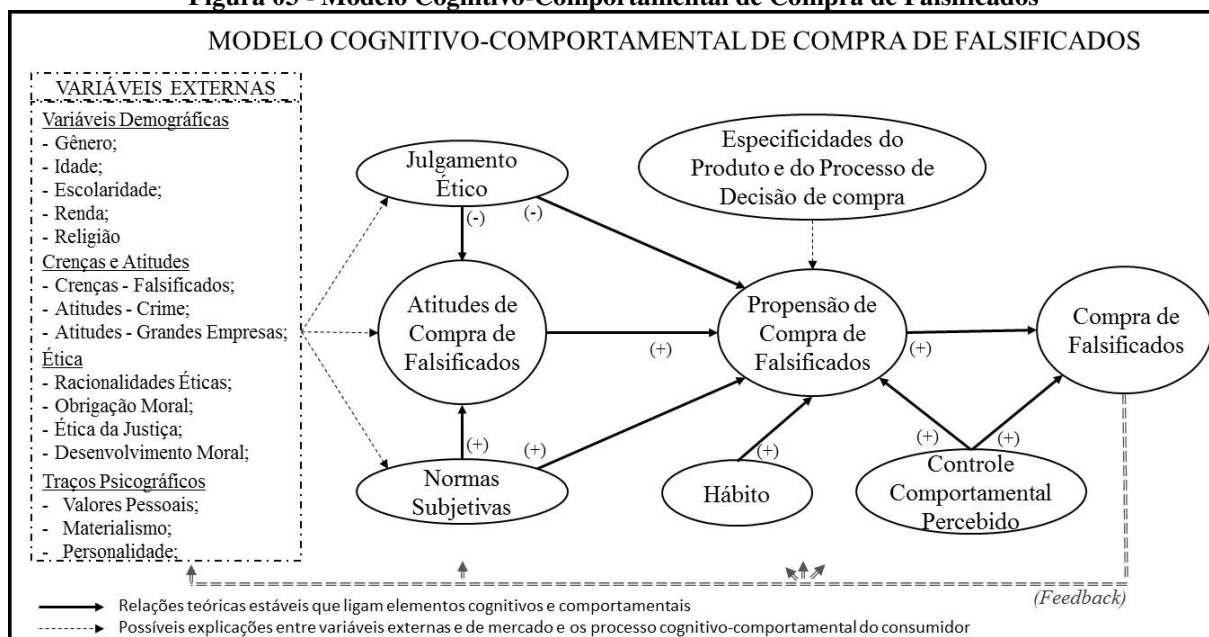 Figura 03 - Modelo Cognitivo-Comportamental de Compra de Falsificados
MODELO COGNITIVO-COMPORTAMENTAL DE COMPRA DE FALSIFICADOS
VARIÁVEIS EXTERNAS
Variáveis Demográficas
- Gênero;
- Idade;
- Escolaridade;
- Renda;
- Religião
Crenças e Atitudes
- Crenças - Falsificados;
- Atitudes - Crime;
- Atitudes - Grandes Empresas;
Ética
- Racionalidades Éticas;
- Obrigação Moral;
- Ética da Justiça;
- Desenvolvimento Moral;
Traços Psicográficos
- Valores Pessoais;
- Materialismo;
- Personalidade;
Julgamento
Ético
(-)
(-)
Especificidades do
Produto e do Processo de
Decisão de compra
Atitudes de
Compra de
Falsificados
(+)
Propensão de
Compra de
Falsificados
(+)
Compra de
Falsificados
(+)
(+)
Normas
Subjetivas
(+)
Hábito
(+)
(+)
Controle
Comportamental
Percebido
(Feedback)
Relações teóricas estáveis que ligam elementos cognitivos e comportamentais
Possíveis explicações entre variáveis externas e de mercado e os processo cognitivo-comportamental do consumidor